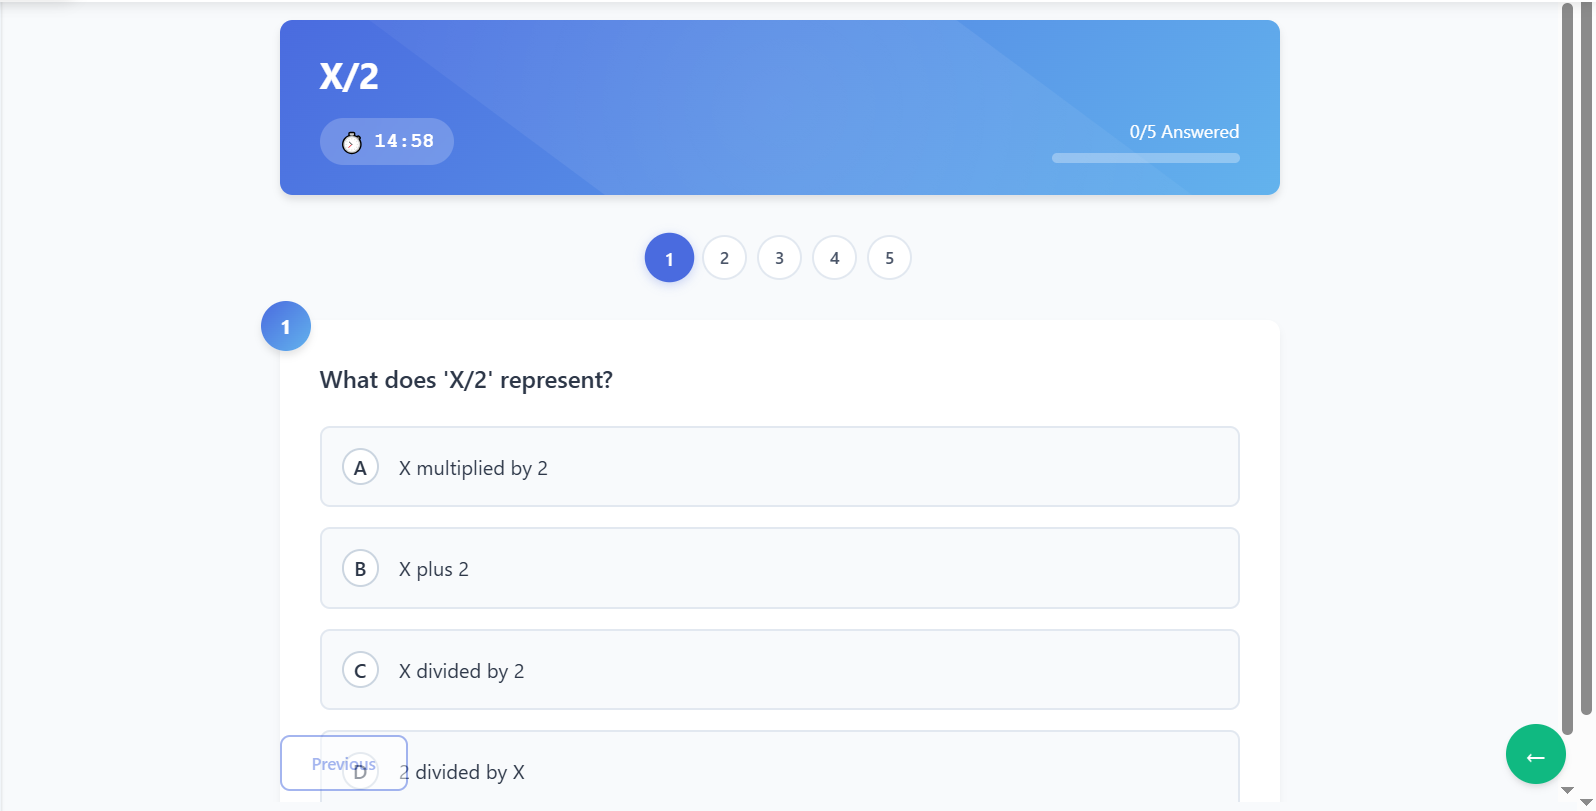 X/2
14:58
0/5 Answered
1
2
3
4
5
1
What does 'X/2' represent?
A
X multiplied by 2
B
X plus 2
C
X divided by 2
Previous
D
2 divided by X
←